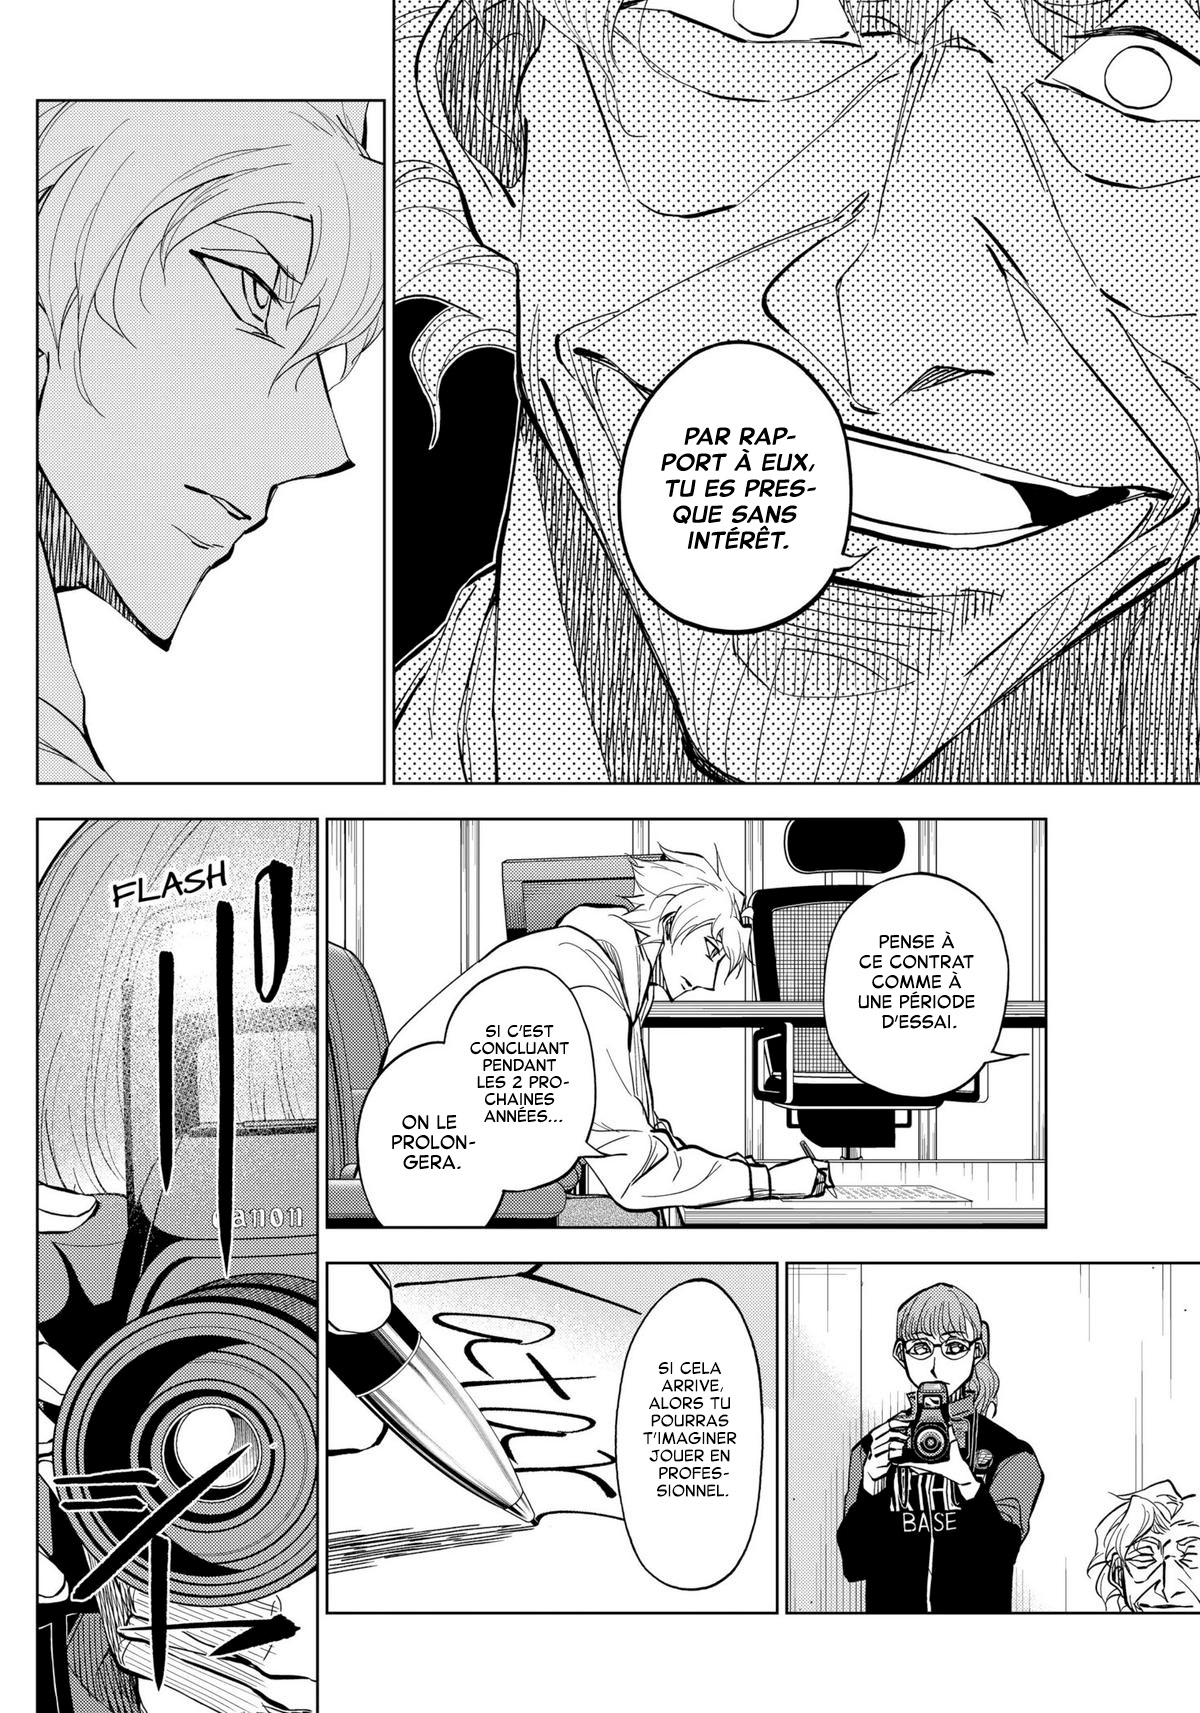 PAR RAP-
PORT À EUX,
TU ES PRES-
QUE SANS
INTÉRÊT.
PENSE À
CE CONTRAT
COMME À
UNE PÉRIODE
D'ESSAI.
SI C'EST
CONCLUANT
PENDANT
LES 2 PRO-
CHAINES
ANNÉES...
ON LE
PROLON-
GERA.
BASE
SI CELA
ARRIVE,
ALORS TU
POURRAS
T'IMAGINER
JOUER EN
PROFES-
SIONNEL.
FLASH
canon